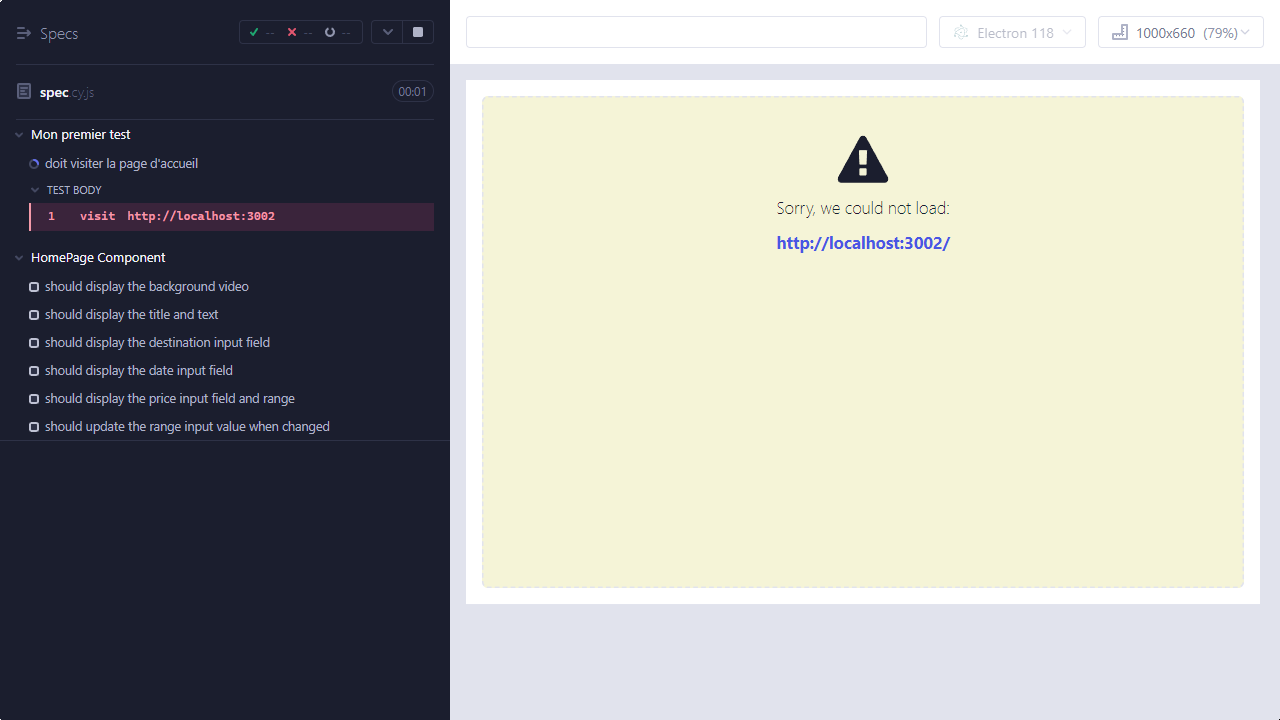 Specs
-- -- --
spec.cy.js
00:01
Mon premier test
doit visiter la page d'accueil
TEST BODY
1 visit http://localhost:3002
HomePage Component
should display the background video
should display the title and text
should display the destination input field
should display the date input field
should display the price input field and range
should update the range input value when changed
Electron 118
1000x660 (79%)
Sorry, we could not load:
http://localhost:3002/